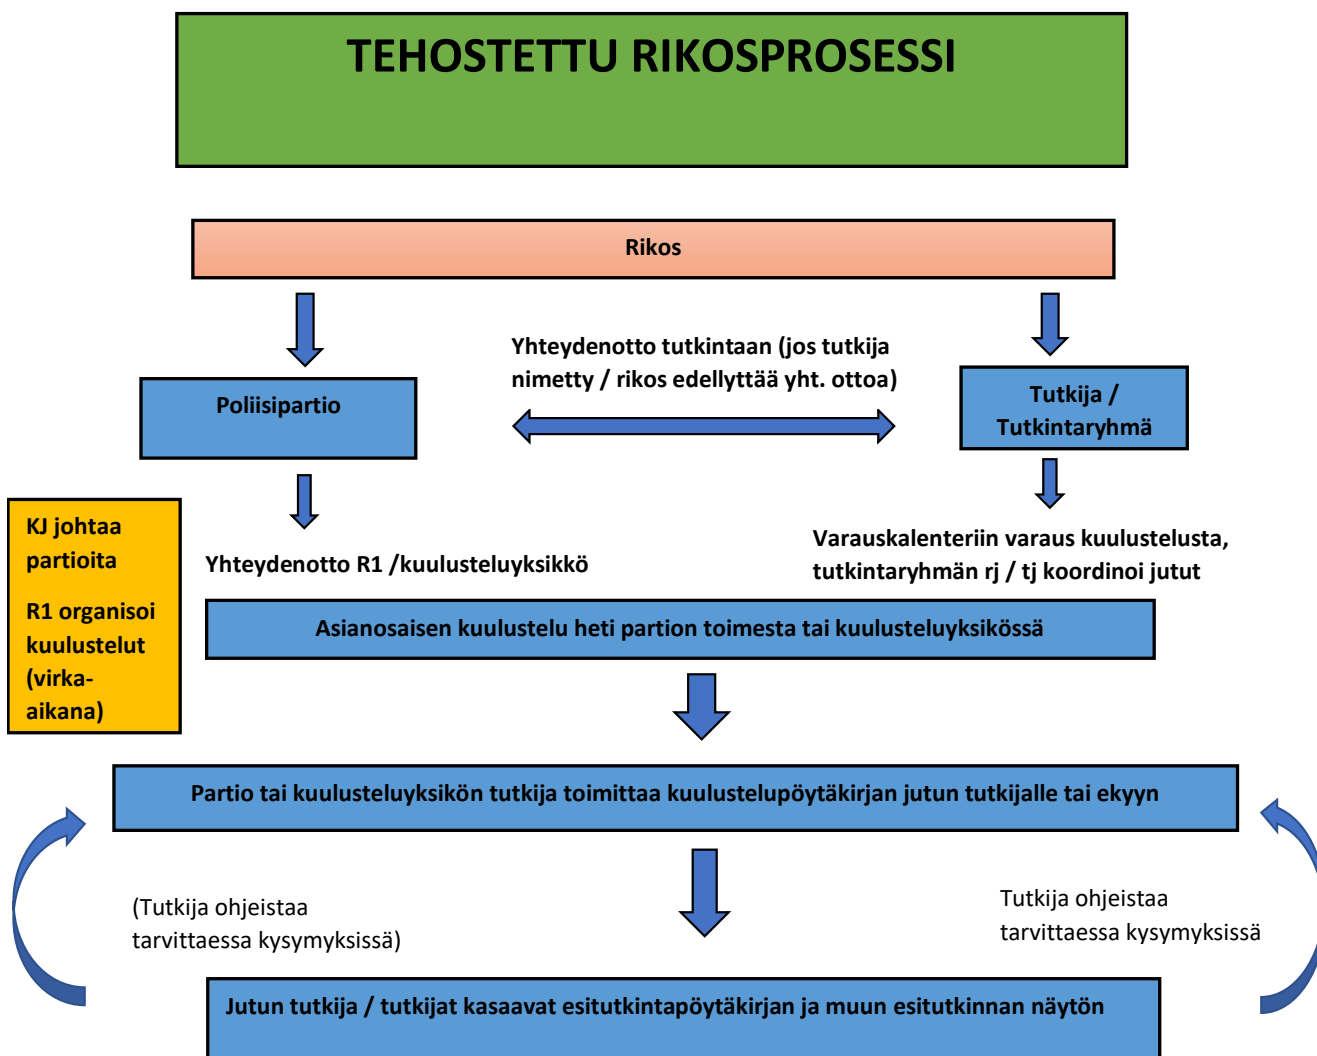 TEHOSTETTU RIKOSPROSESSI
Rikos
Yhteydenotto tutkintaan (jos tutkija
nimetty / rikos edellyttää yht. ottoa)
Poliisipartio
Tutkija /
Tutkintaryhmä
KJ johtaa
partioita
R1 organisoi
kuulustelut
(virka-
aikana)
Yhteydenotto R1 /kuulusteluyksikkö
Varauskalenteriin varaus kuulustelusta,
tutkintaryhmän rj / tj koordinoi jutut
Asianosaisen kuulustelu heti partion toimesta tai kuulusteluyksikössä
Partio tai kuulusteluyksikön tutkija toimittaa kuulustelupöytäkirjan jutun tutkijalle tai ekyyn
(Tutkija ohjeistaa
tarvittaessa kysymyksissä)
Tutkija ohjeistaa
tarvittaessa kysymyksissä
Jutun tutkija / tutkijat kasaavat esitutkintapöytäkirjan ja muun esitutkinnan näytön